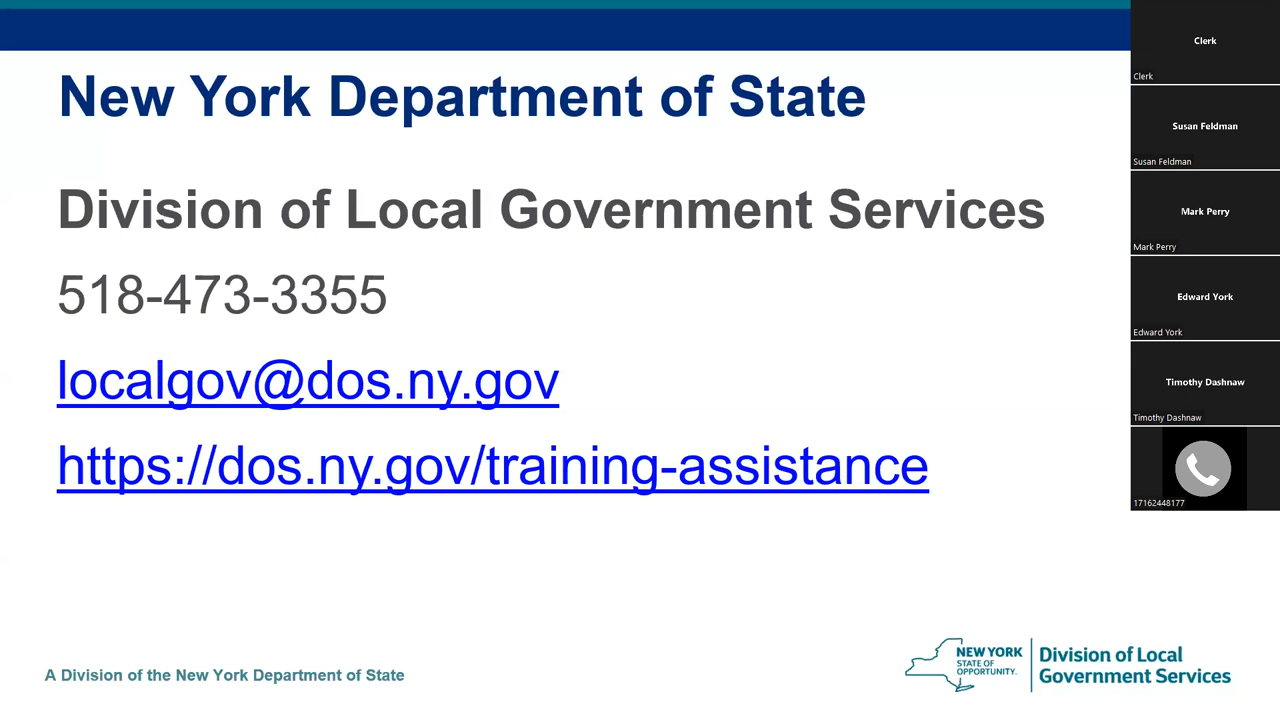 New York Department of State
Division of Local Government Services
518-473-3355
localgov@dos.ny.gov
https://dos.ny.gov/training-assistance
A Division of the New York Department of State
NEW YORK
STATE OF
OPPORTUNITY.
Division of Local
Government Services
Clerk
Clerk
Susan Feldman
Susan Feldman
Mark Perry
Mark Perry
Edward York
Edward York
Timothy Dashnaw
Timothy Dashnaw
17162448177